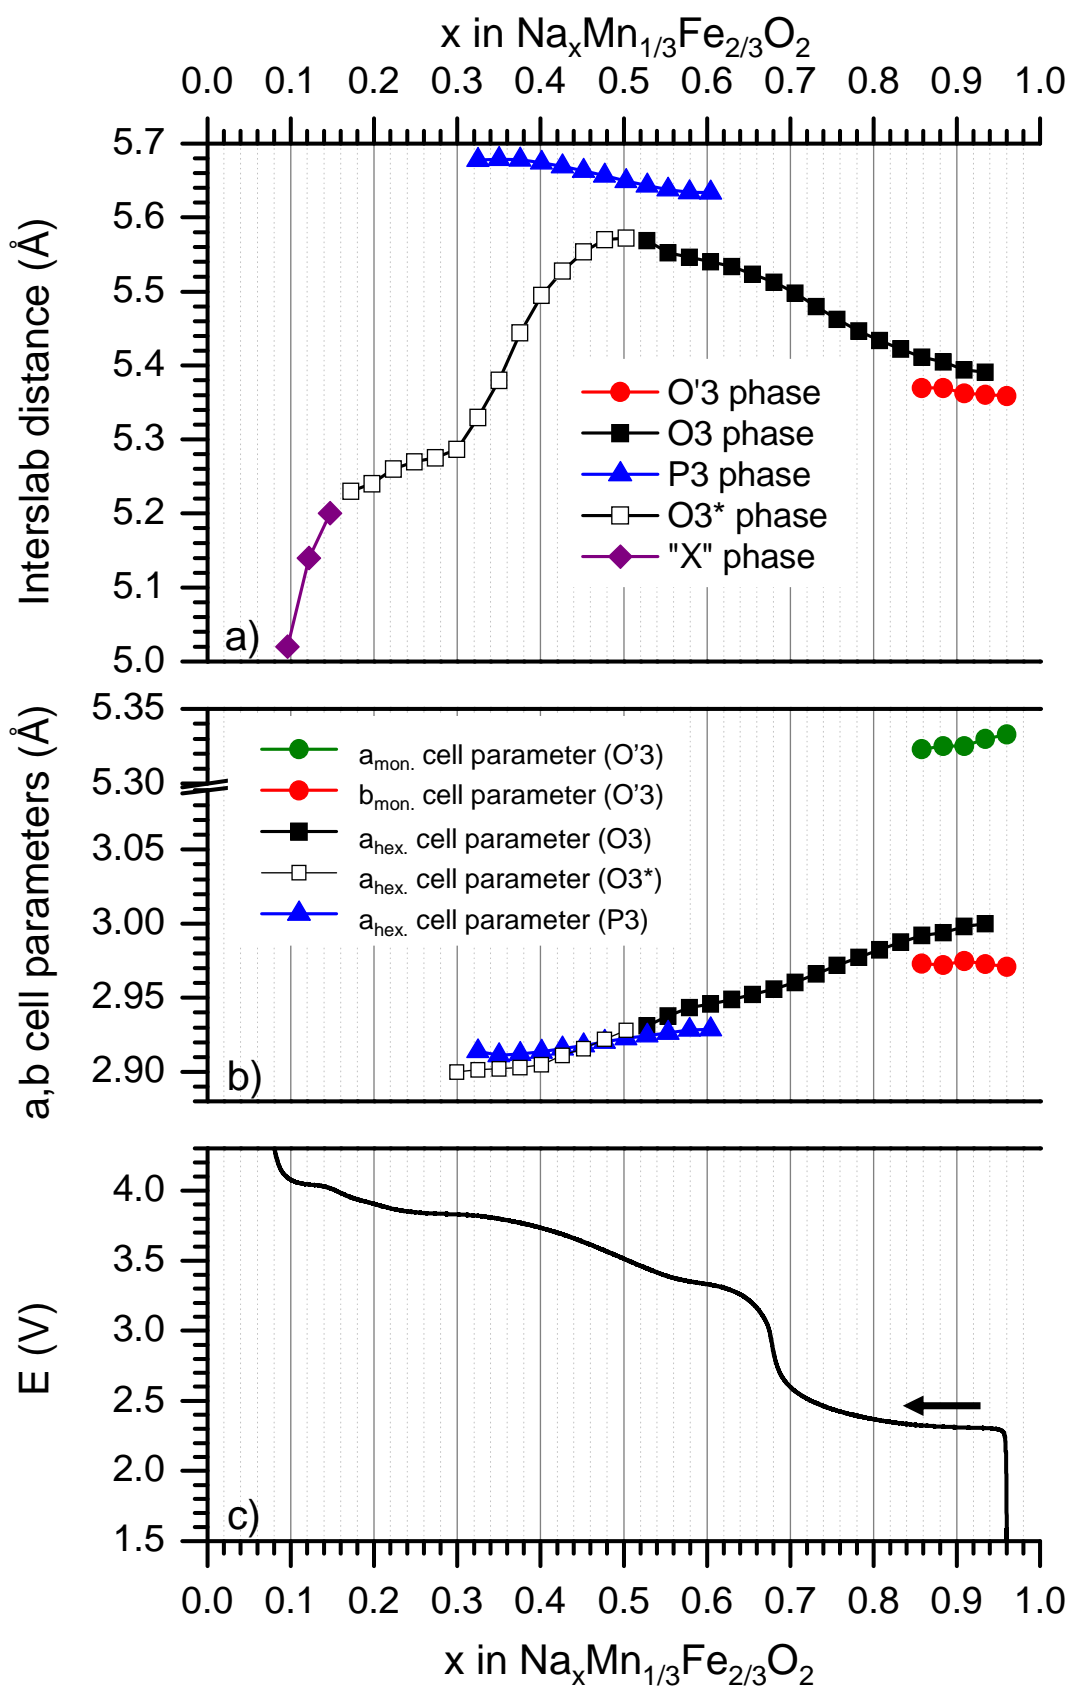 x in NaₓMn₁/₃Fe₂/₃O₂
0.0 0.1 0.2 0.3 0.4 0.5 0.6 0.7 0.8 0.9 1.0
Interslab distance (Å)
5.7
5.6
5.5
5.4
5.3
5.2
5.1
5.0
O'3 phase
O3 phase
P3 phase
O3* phase
"X" phase
a)
a,b cell parameters (Å)
5.35
5.30
3.05
3.00
2.95
2.90
a_mon. cell parameter (O'3)
b_mon. cell parameter (O'3)
a_hex. cell parameter (O3)
a_hex. cell parameter (O3*)
a_hex. cell parameter (P3)
b)
E (V)
4.0
3.5
3.0
2.5
2.0
1.5
c)
0.0 0.1 0.2 0.3 0.4 0.5 0.6 0.7 0.8 0.9 1.0
x in NaₓMn₁/₃Fe₂/₃O₂